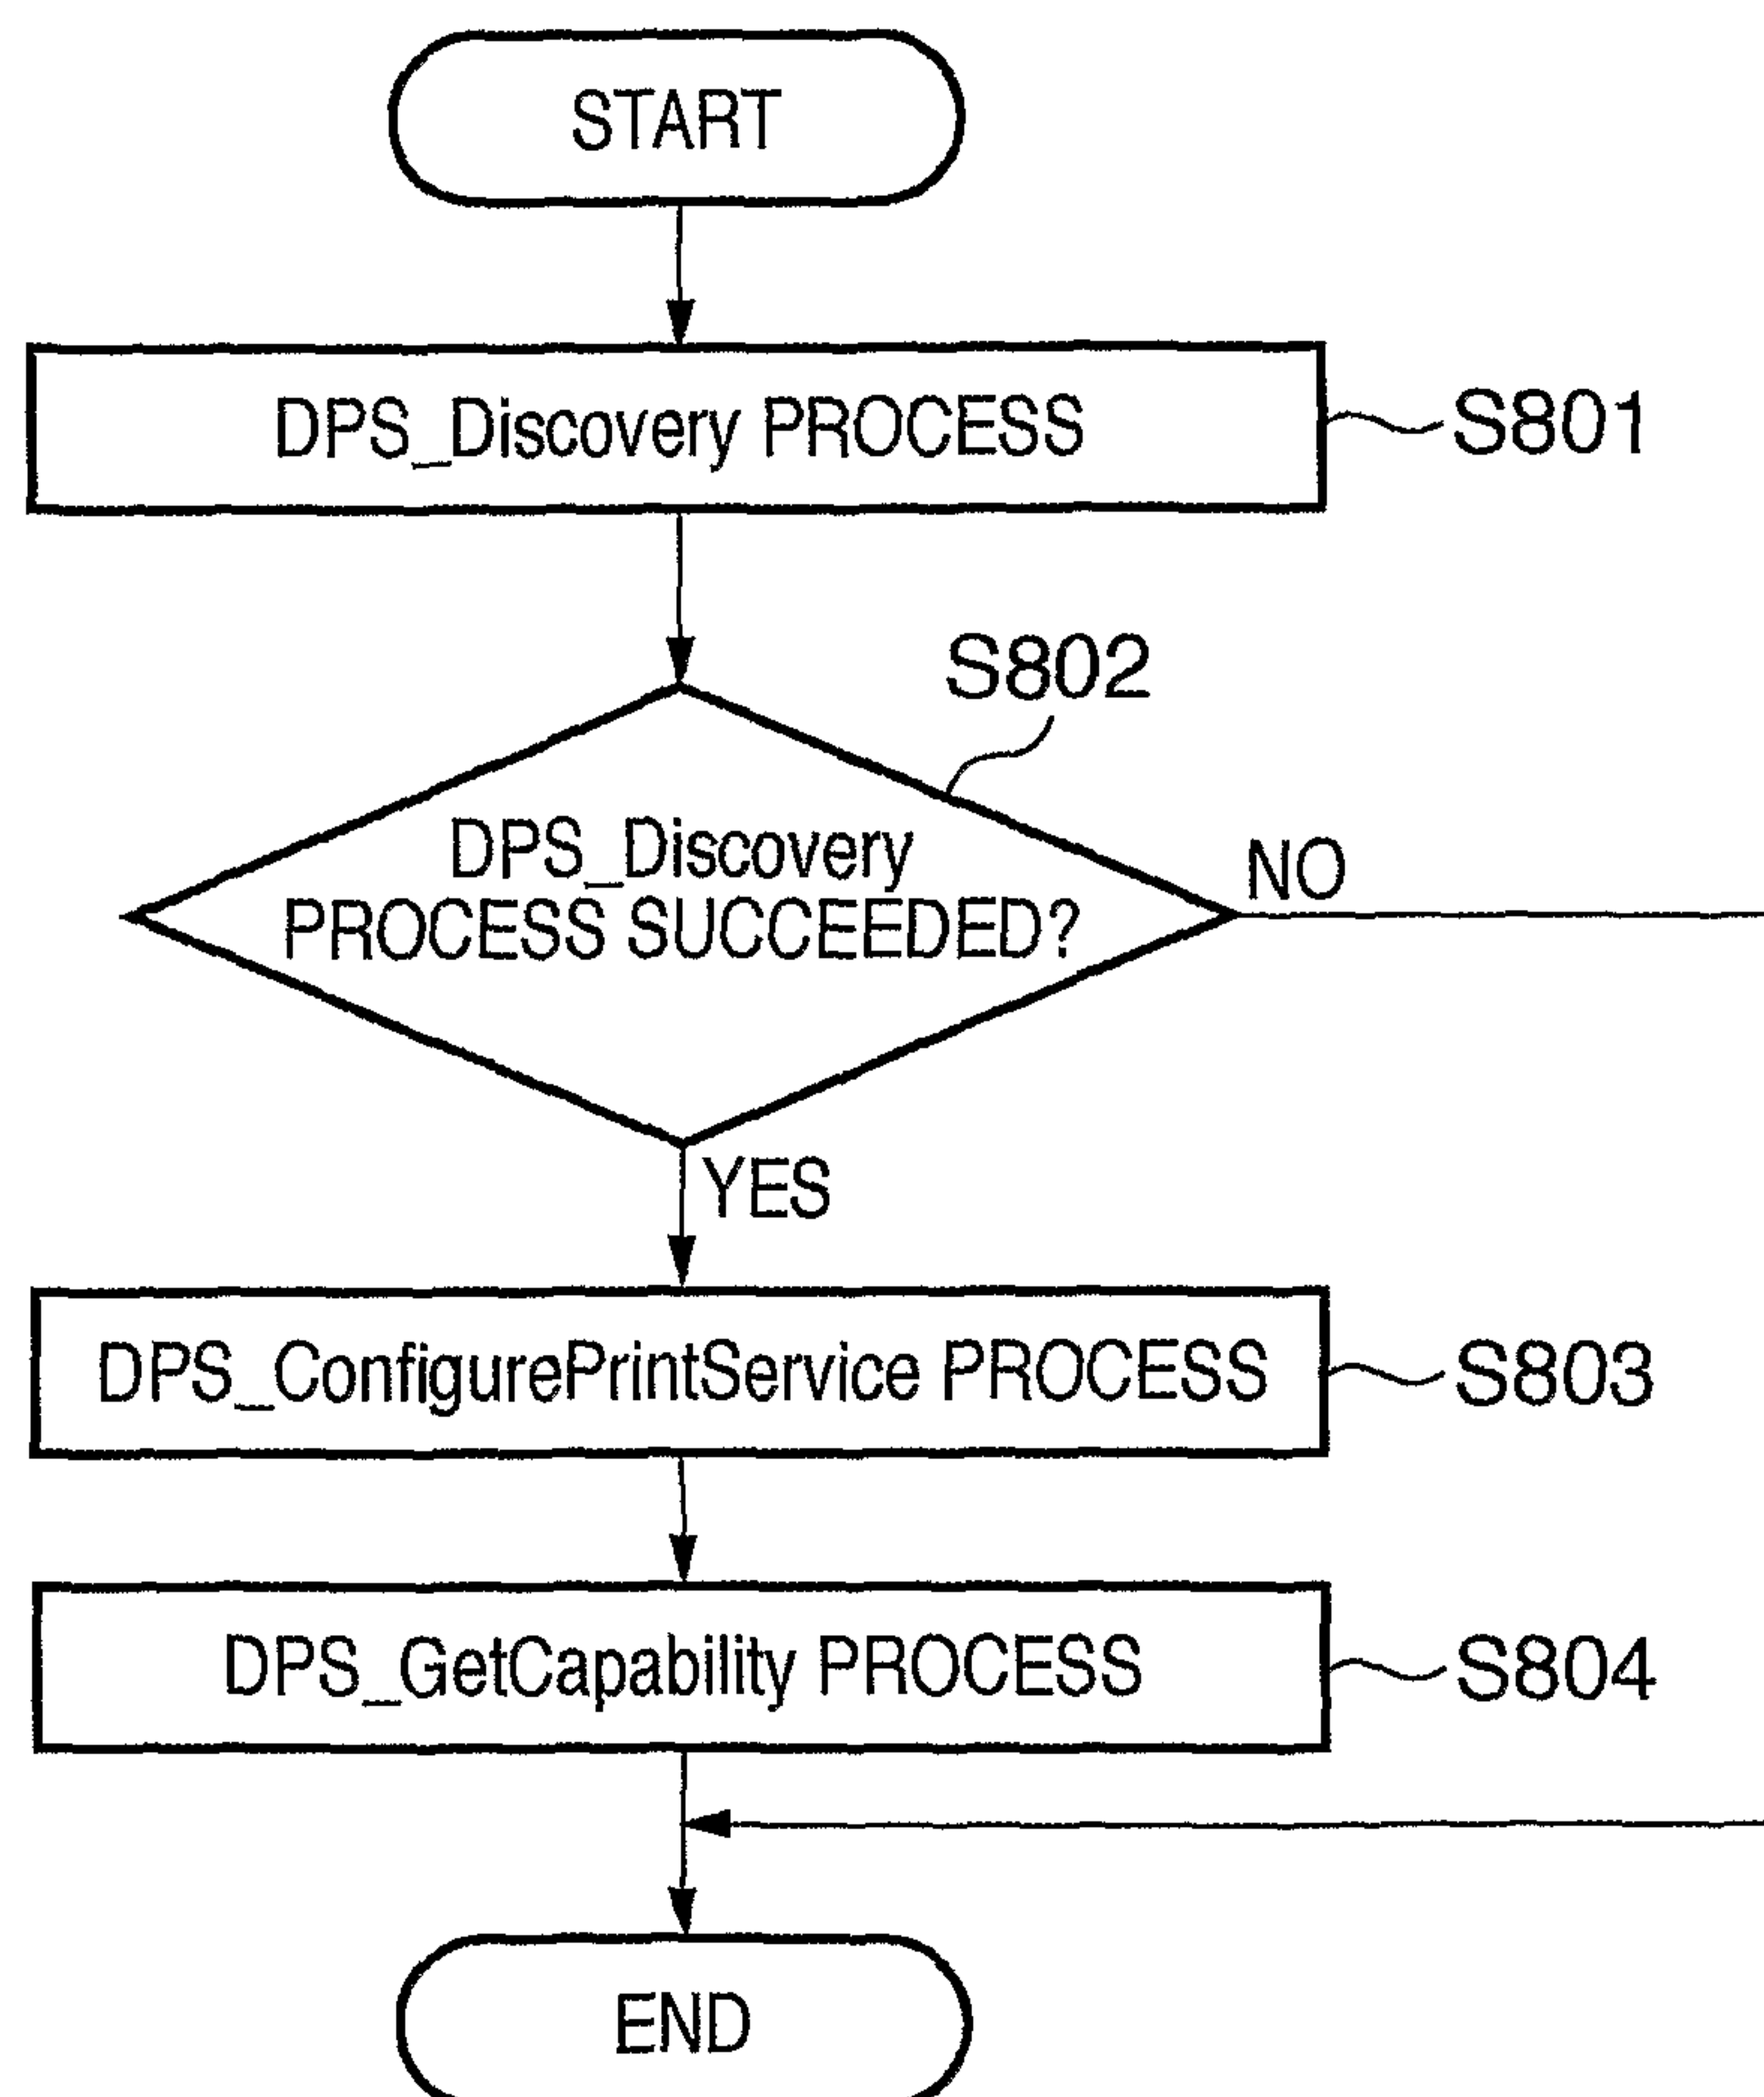 START
DPS_Discovery PROCESS
S801
S802
DPS_Discovery
PROCESS SUCCEEDED?
NO
YES
DPS_ConfigurePrintService PROCESS
S803
DPS_GetCapability PROCESS
S804
END